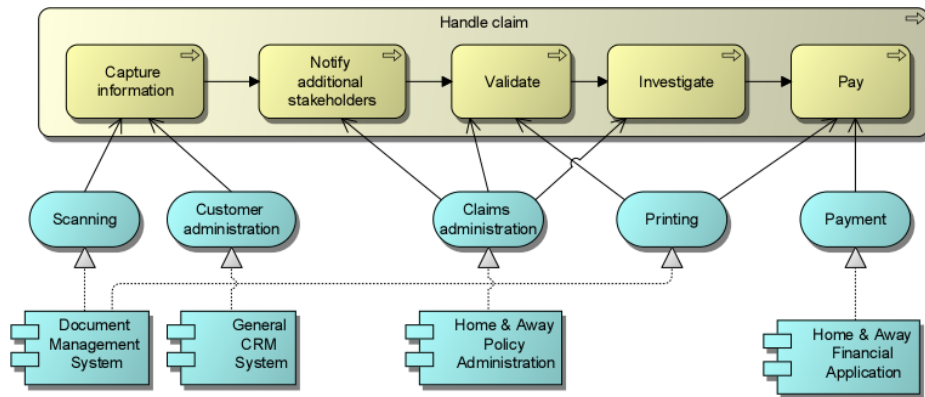 Handle claim
Capture
information
Notify
additional
stakeholders
Validate
Investigate
Pay
Scanning
Customer
administration
Claims
administration
Printing
Payment
Document
Management
System
General
CRM
System
Home & Away
Policy
Administration
Home & Away
Financial
Application